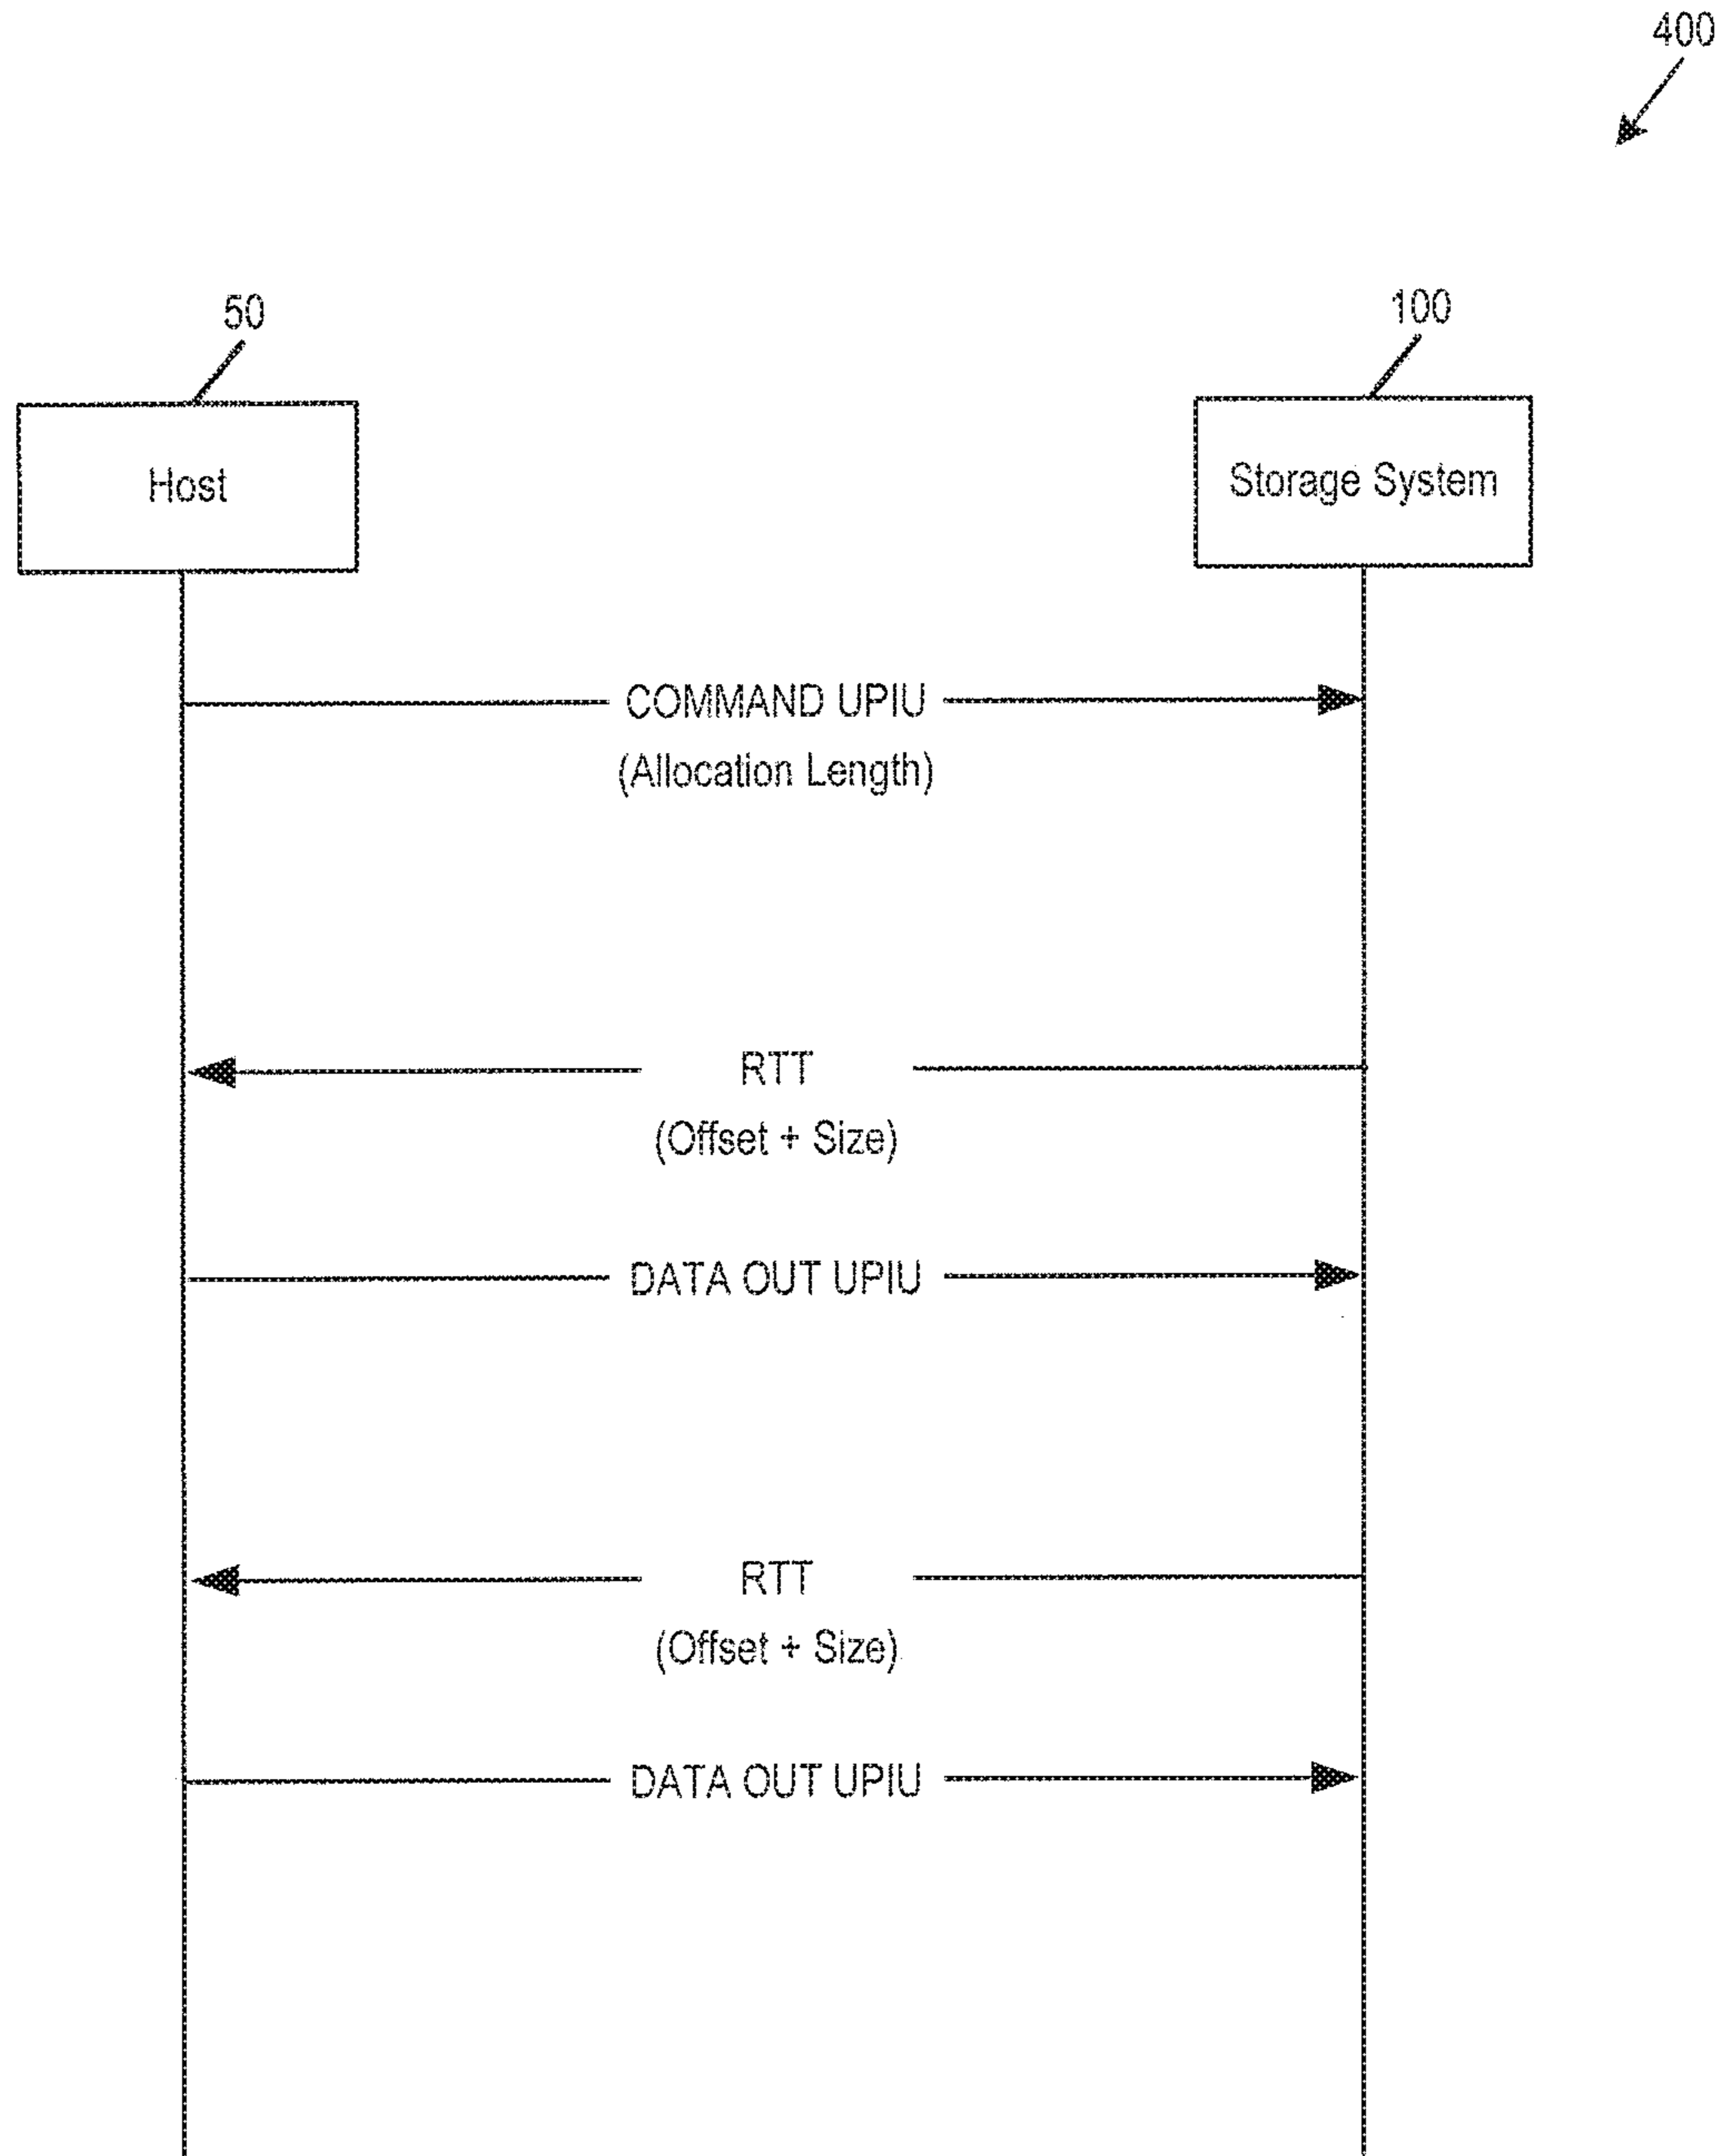 400
50
100
Host
Storage System
COMMAND UPIU
(Allocation Length)
RTT
(Offset + Size)
DATA OUT UPIU
RTT
(Offset + Size)
DATA OUT UPIU